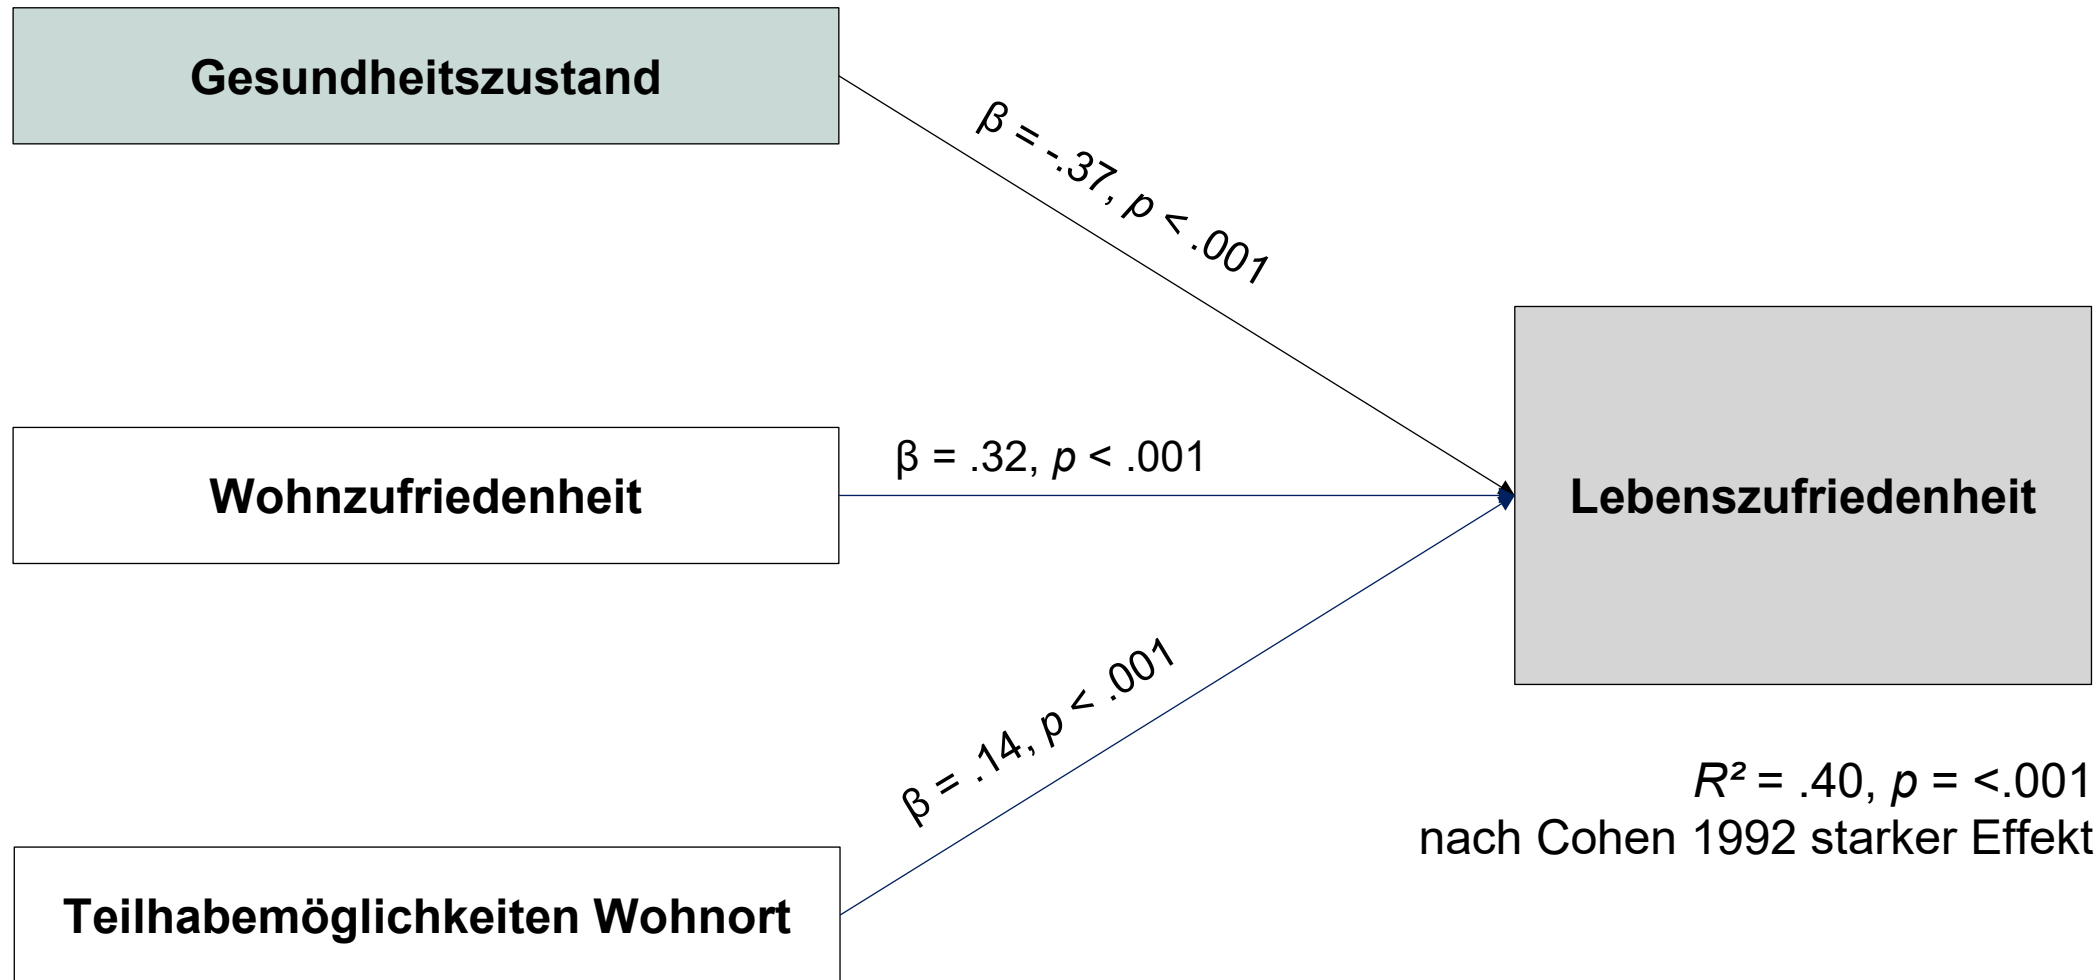 Gesundheitszustand
β = -.37, p < .001
Wohnzufriedenheit
β = .32, p < .001
Lebenszufriedenheit
β = .14, p < .001
Teilhabemöglichkeiten Wohnort
R² = .40, p = <.001
nach Cohen 1992 starker Effekt